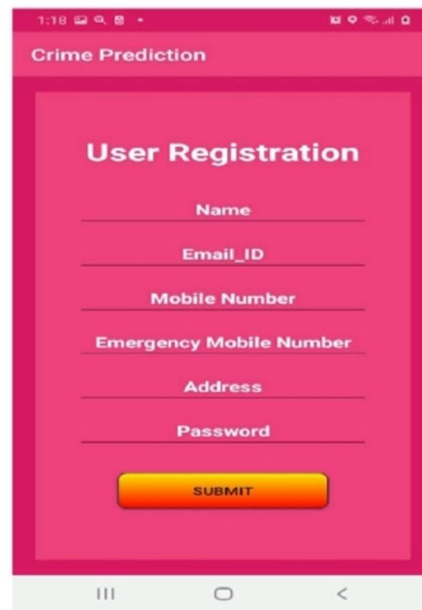 1:18
Crime Prediction
User Registration
Name
Email_ID
Mobile Number
Emergency Mobile Number
Address
Password
SUBMIT